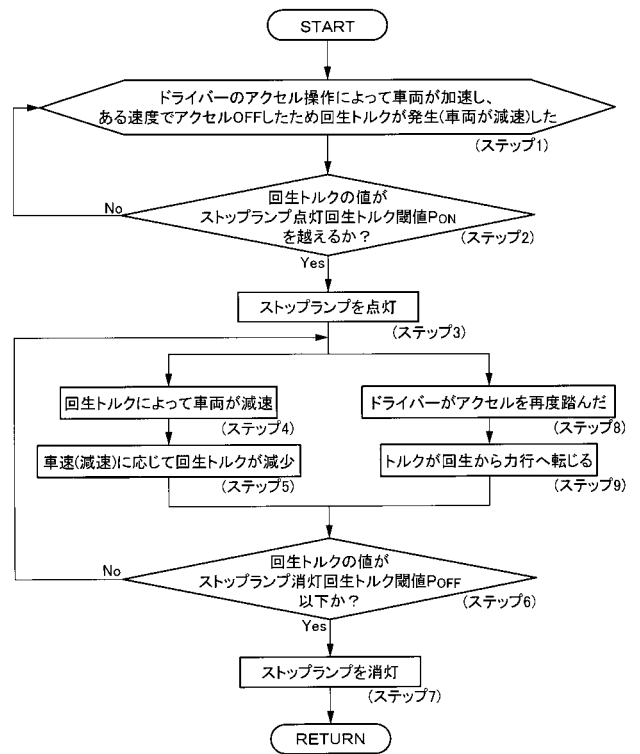 START
ドライバーのアクセル操作によって車両が加速し、
ある速度でアクセルOFFしたため回生トルクが発生(車両が減速)した
(ステップ1)
回生トルクの値が
ストップランプ点灯回生トルク閾値PON
を越えるか？
(ステップ2)
No
Yes
ストップランプを点灯
(ステップ3)
回生トルクによって車両が減速
(ステップ4)
車速(減速)に応じて回生トルクが減少
(ステップ5)
ドライバーがアクセルを再度踏んだ
(ステップ8)
トルクが回生から力行へ転じる
(ステップ9)
回生トルクの値が
ストップランプ消灯回生トルク閾値POFF
以下か？
(ステップ6)
No
Yes
ストップランプを消灯
(ステップ7)
RETURN